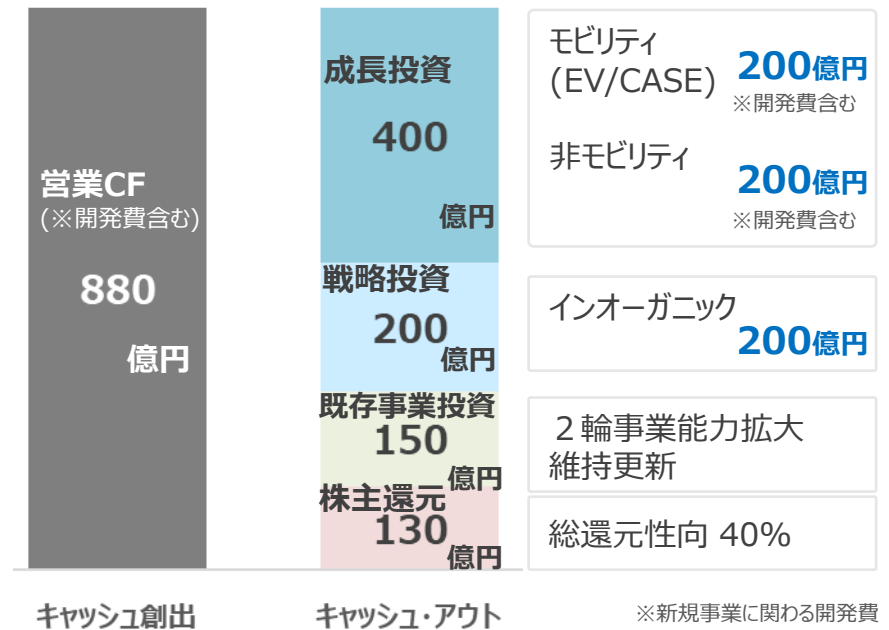 営業CF
(※開発費含む)
880
億円
成長投資
400
億円
戦略投資
200
億円
既存事業投資
150
億円
株主還元
130
億円
モビリティ
(EV/CASE) 200億円
※開発費含む
非モビリティ
200億円
※開発費含む
インオーガニック
200億円
２輪事業能力拡大
維持更新
総還元性向 40%
キャッシュ創出
キャッシュ・アウト
※新規事業に関わる開発費